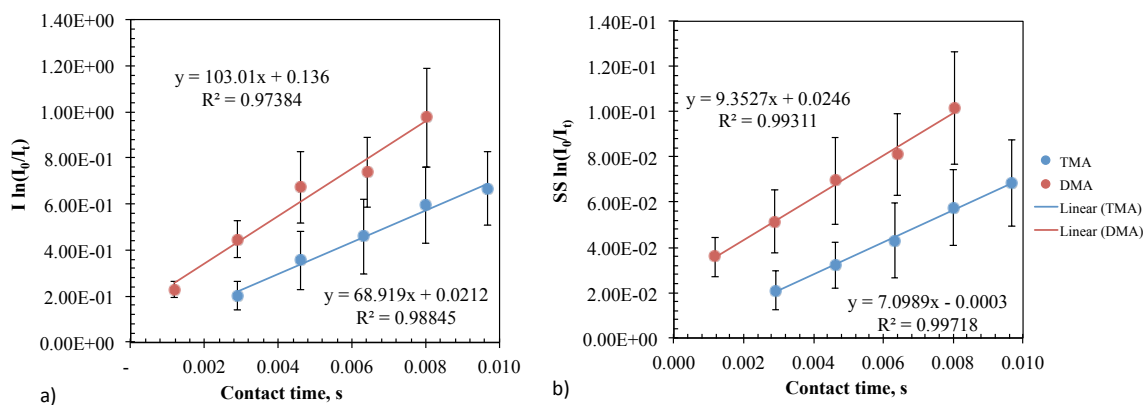 1.40E+00
1.20E+00
1.00E+00
8.00E-01
6.00E-01
4.00E-01
2.00E-01
0.00E+00
I ln(I₀/Iₜ)
y = 103.01x + 0.136
R² = 0.97384
y = 68.919x + 0.0212
R² = 0.98845
- 0.002 0.004 0.006 0.008 0.010
Contact time, s
a)
1.40E-01
1.20E-01
1.00E-01
8.00E-02
6.00E-02
4.00E-02
2.00E-02
0.00E+00
SS ln(I₀/Iₜ)
y = 9.3527x + 0.0246
R² = 0.99311
y = 7.0989x - 0.0003
R² = 0.99718
0.000 0.002 0.004 0.006 0.008 0.010
Contact time, s
b)
TMA
DMA
Linear (TMA)
Linear (DMA)